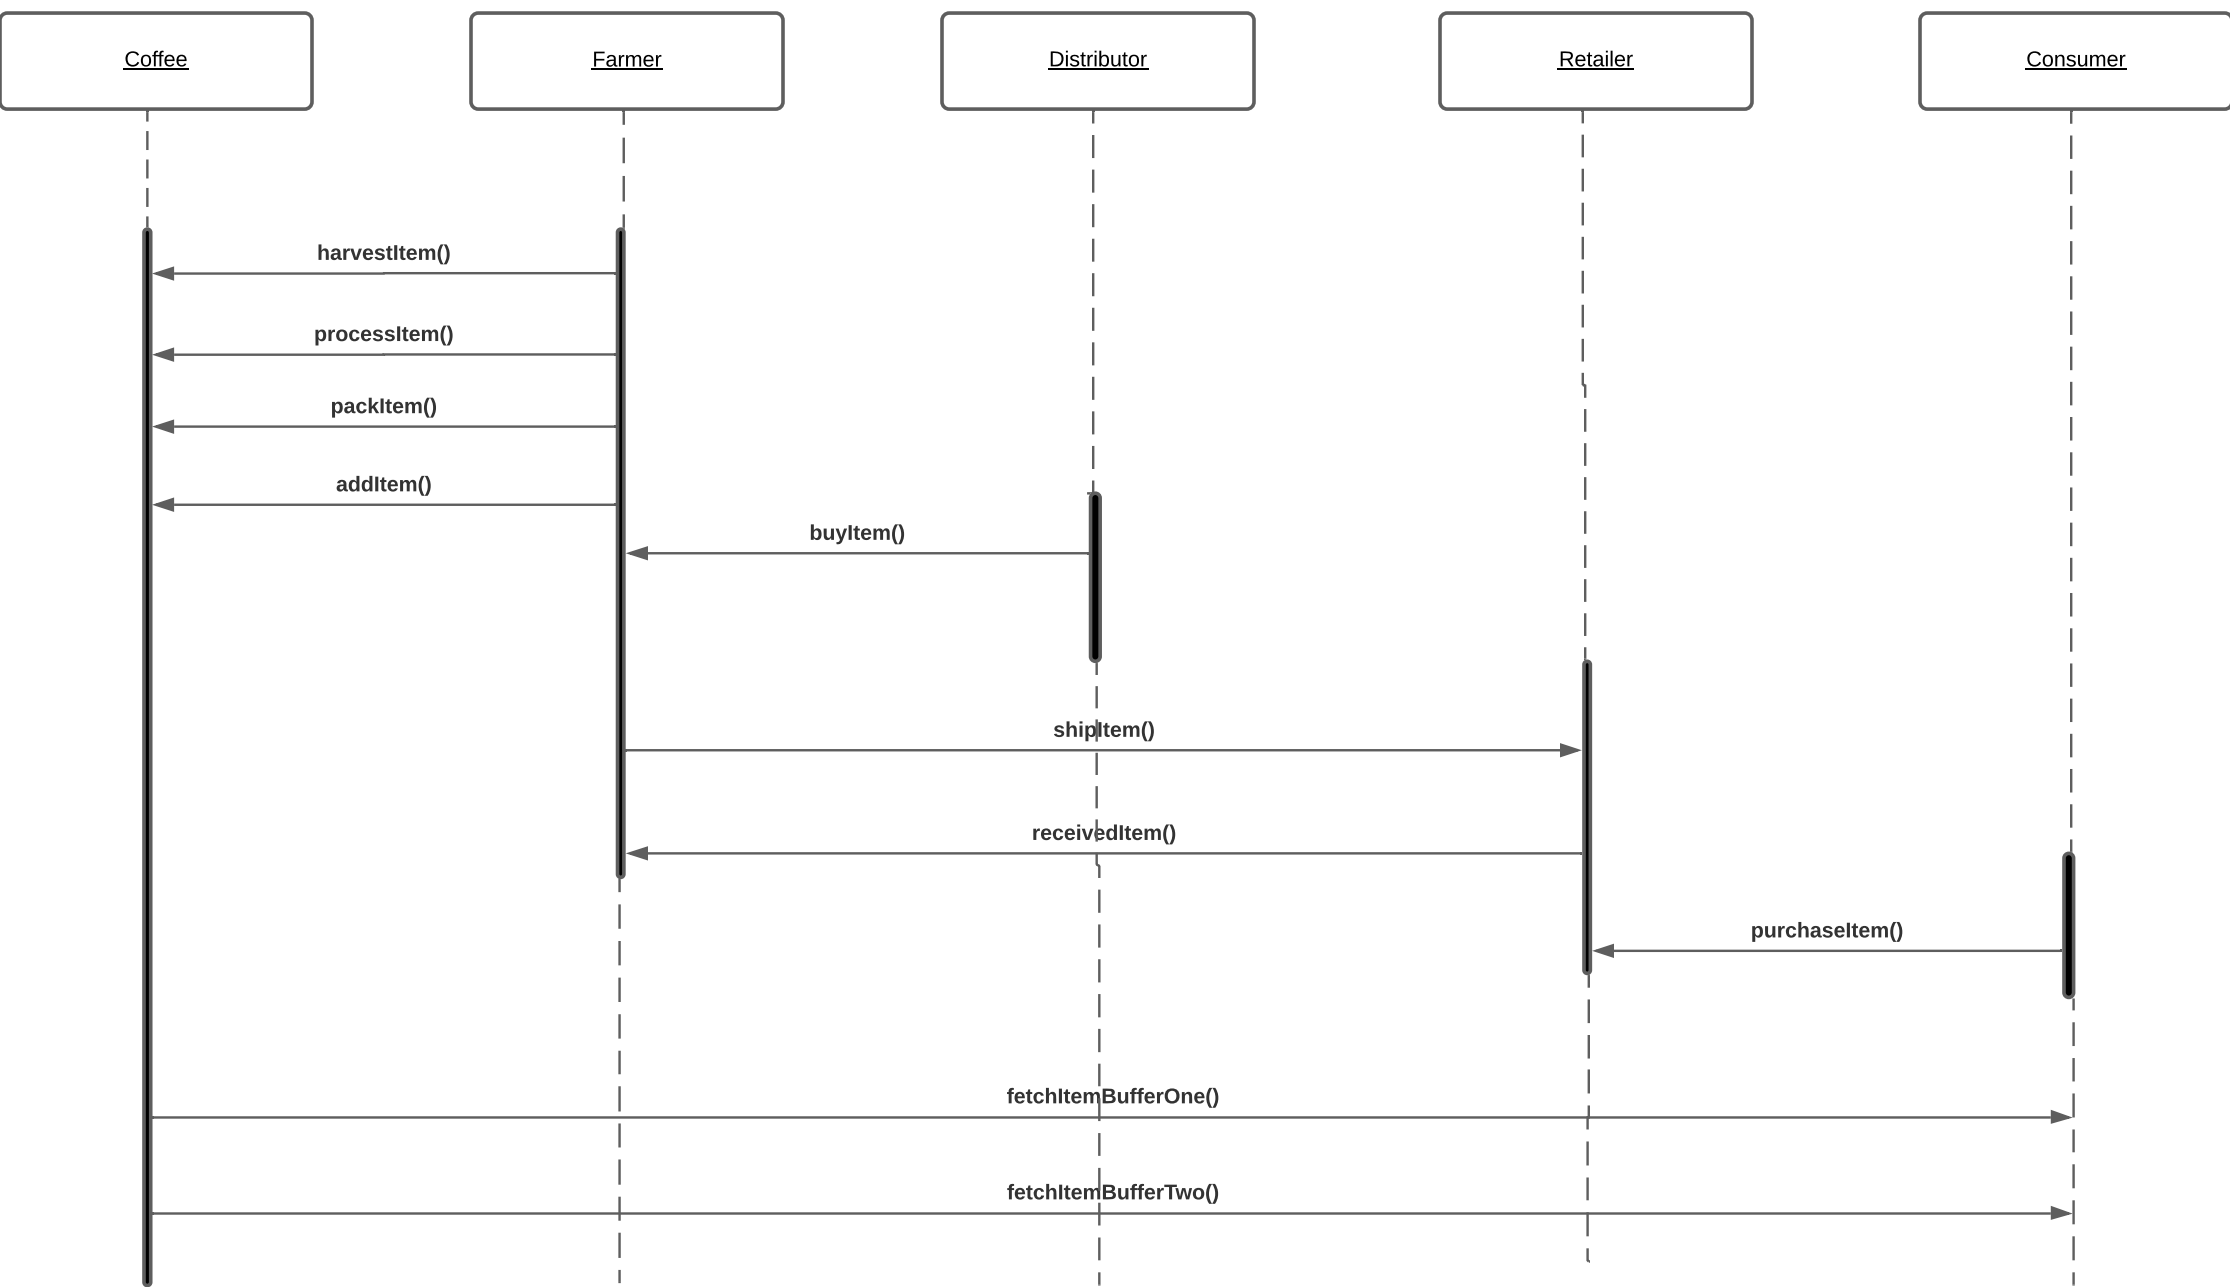 Coffee
Farmer
Distributor
Retailer
Consumer
harvestItem()
processItem()
packItem()
addItem()
buyItem()
shipItem()
receivedItem()
purchaseItem()
fetchItemBufferOne()
fetchItemBufferTwo()